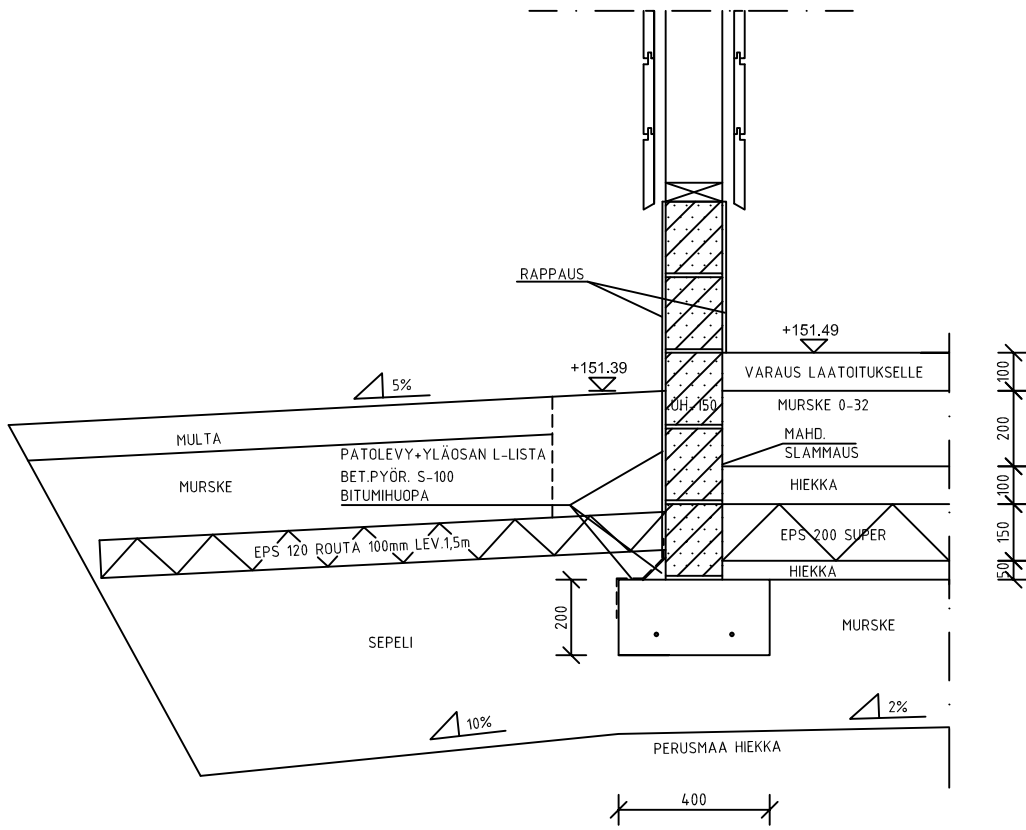 RAPPAUS
+151.49
+151.39
VARAUS LAATOITUKSELLE
100
5%
ÜH-150
MURSKE 0-32
200
MULTA
MAHD.
SLAMMAUS
PATOLEVY+YLÄOSAN L-LISTA
BET.PYÖR. S-100
BITUMIHUOPA
MURSKE
HIEKKA
100
EPS 120 ROUTA 100mm LEV.1,5m
EPS 200 SUPER
150
HIEKKA
50
200
MURSKE
SEPELI
10%
2%
PERUSMAA HIEKKA
400